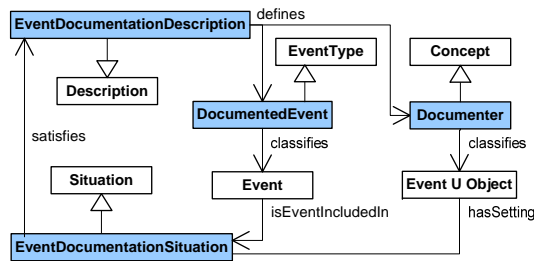 EventDocumentationDescription
defines
EventType
Concept
Description
DocumentedEvent
Documenter
satisfies
classifies
classifies
Situation
Event
Event U Object
isEventIncludedIn
hasSetting
EventDocumentationSituation